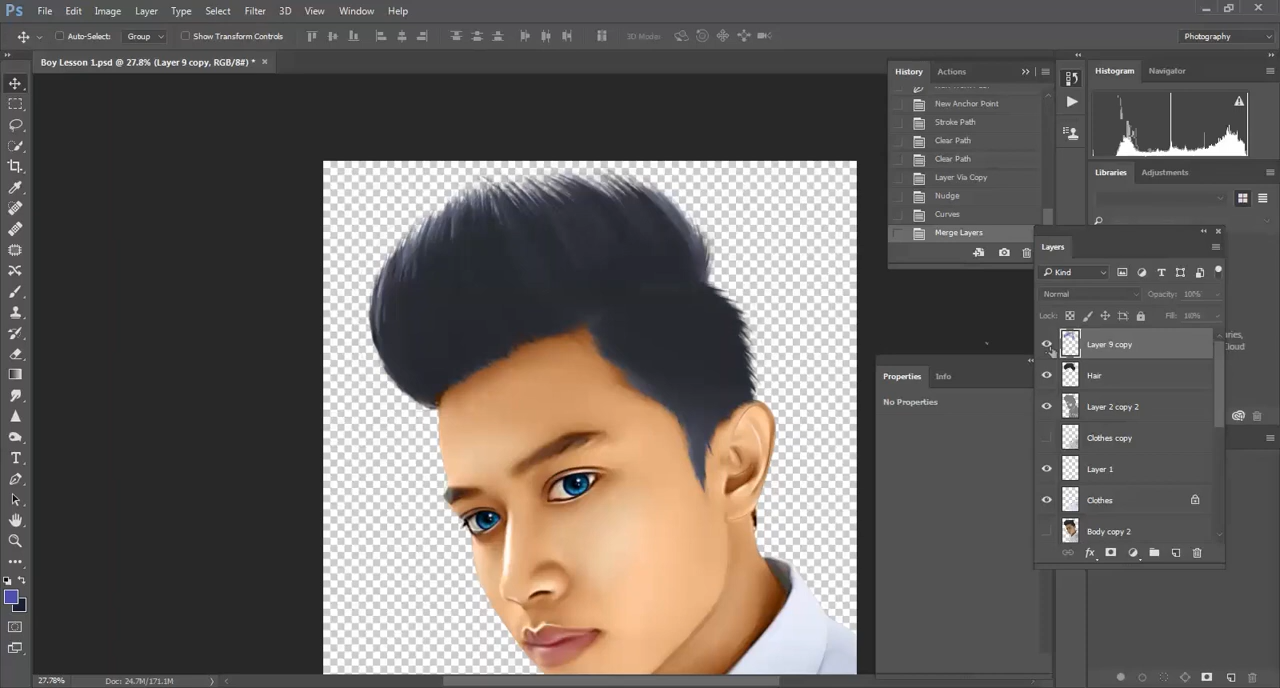 Ps File Edit Image Layer Type Select Filter 3D View Window Help
Auto-Select: Group Show Transform Controls 3D Mode: Photography
Boy Lesson 1.psd @ 27.8% (Layer 9 copy, RGB/8#) * ×
History Actions
New Anchor Point
Stroke Path
Clear Path
Clear Path
Layer Via Copy
Nudge
Curves
Merge Layers
Histogram Navigator
Libraries Adjustments
Layers
Kind
Normal Opacity: 100%
Lock: Fill: 100%
Layer 9 copy
Hair
Layer 2 copy 2
Clothes copy
Layer 1
Clothes
Body copy 2
fx
Properties Info
No Properties
27.78% Doc: 24.7M/171.1M